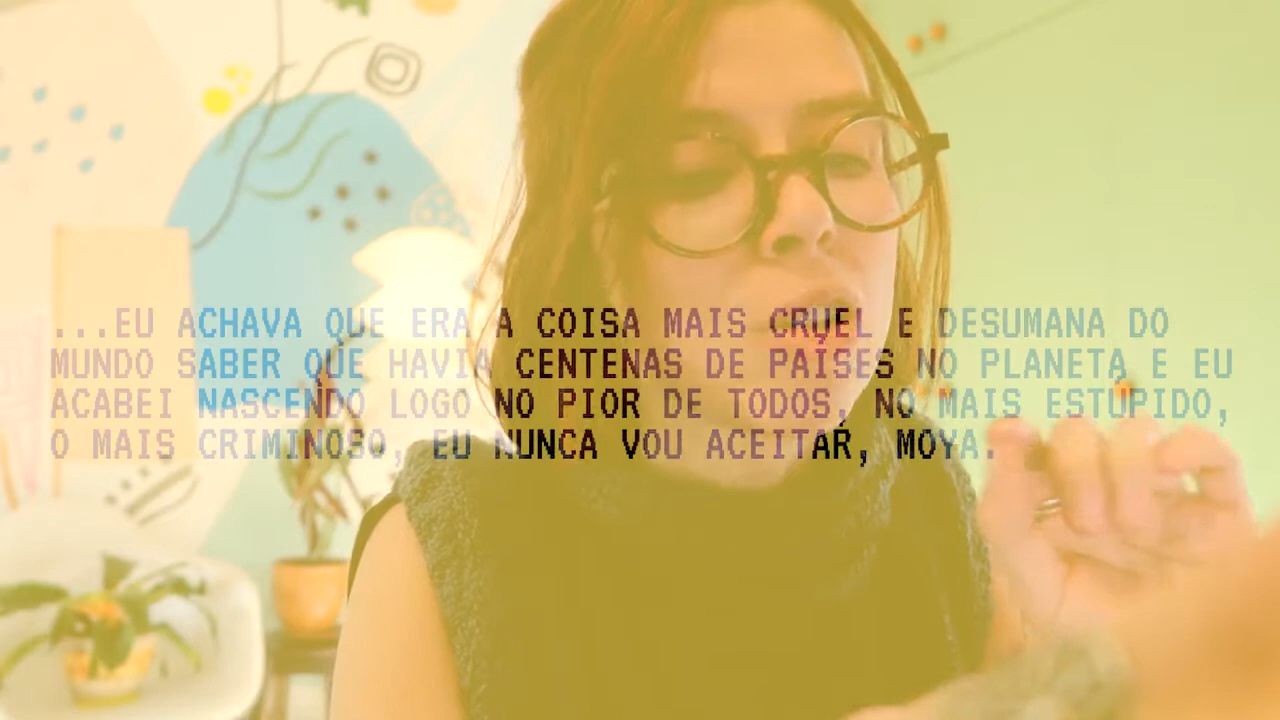 ...EU ACHAVA QUE ERA A COISA MAIS CRUEL E DESUMANA DO
MUNDO SABER QUE HAVIA CENTENAS DE PAÍSES NO PLANETA E EU
ACABEI NASCENDO LOGO NO PIOR DE TODOS, NO MAIS ESTÚPIDO,
O MAIS CRIMINOSO, EU NUNCA VOU ACEITAR, MOYA.